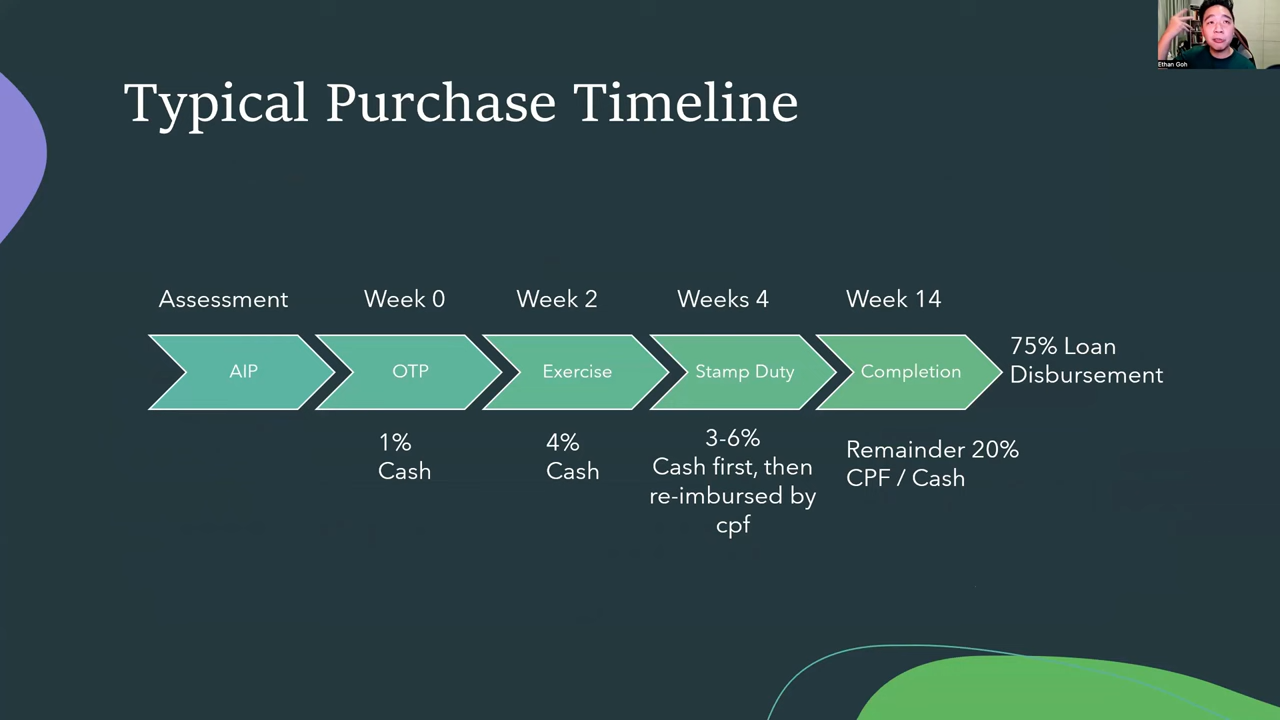 Ethan Goh
Typical Purchase Timeline
Assessment
Week 0
Week 2
Weeks 4
Week 14
AIP
OTP
Exercise
Stamp Duty
Completion
75% Loan
Disbursement
1%
Cash
4%
Cash
3-6%
Cash first, then
re-imbursed by
cpf
Remainder 20%
CPF / Cash